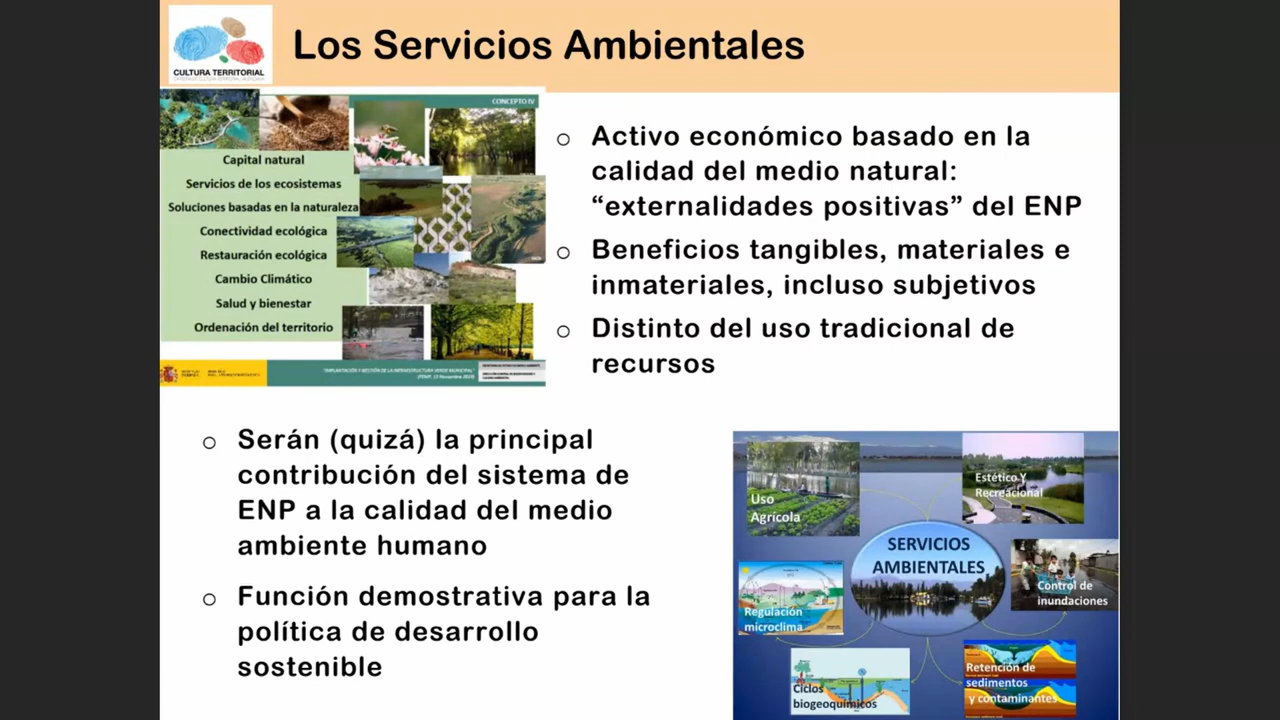 Los Servicios Ambientales
CULTURA TERRITORIAL
CONCEPTO IV
Capital natural
Servicios de los ecosistemas
Soluciones basadas en la naturaleza
Conectividad ecológica
Restauración ecológica
Cambio Climático
Salud y bienestar
Ordenación del territorio
o Activo económico basado en la
calidad del medio natural:
“externalidades positivas” del ENP
o Beneficios tangibles, materiales e
inmateriales, incluso subjetivos
o Distinto del uso tradicional de
recursos
o Serán (quizá) la principal
contribución del sistema de
ENP a la calidad del medio
ambiente humano
o Función demostrativa para la
política de desarrollo
sostenible
Uso
Agrícola
Estético Y
Recreacional
SERVICIOS
AMBIENTALES
Control de
inundaciones
Regulación
microclima
Ciclos
biogeoquímicos
Retención de
sedimentos
y contaminantes